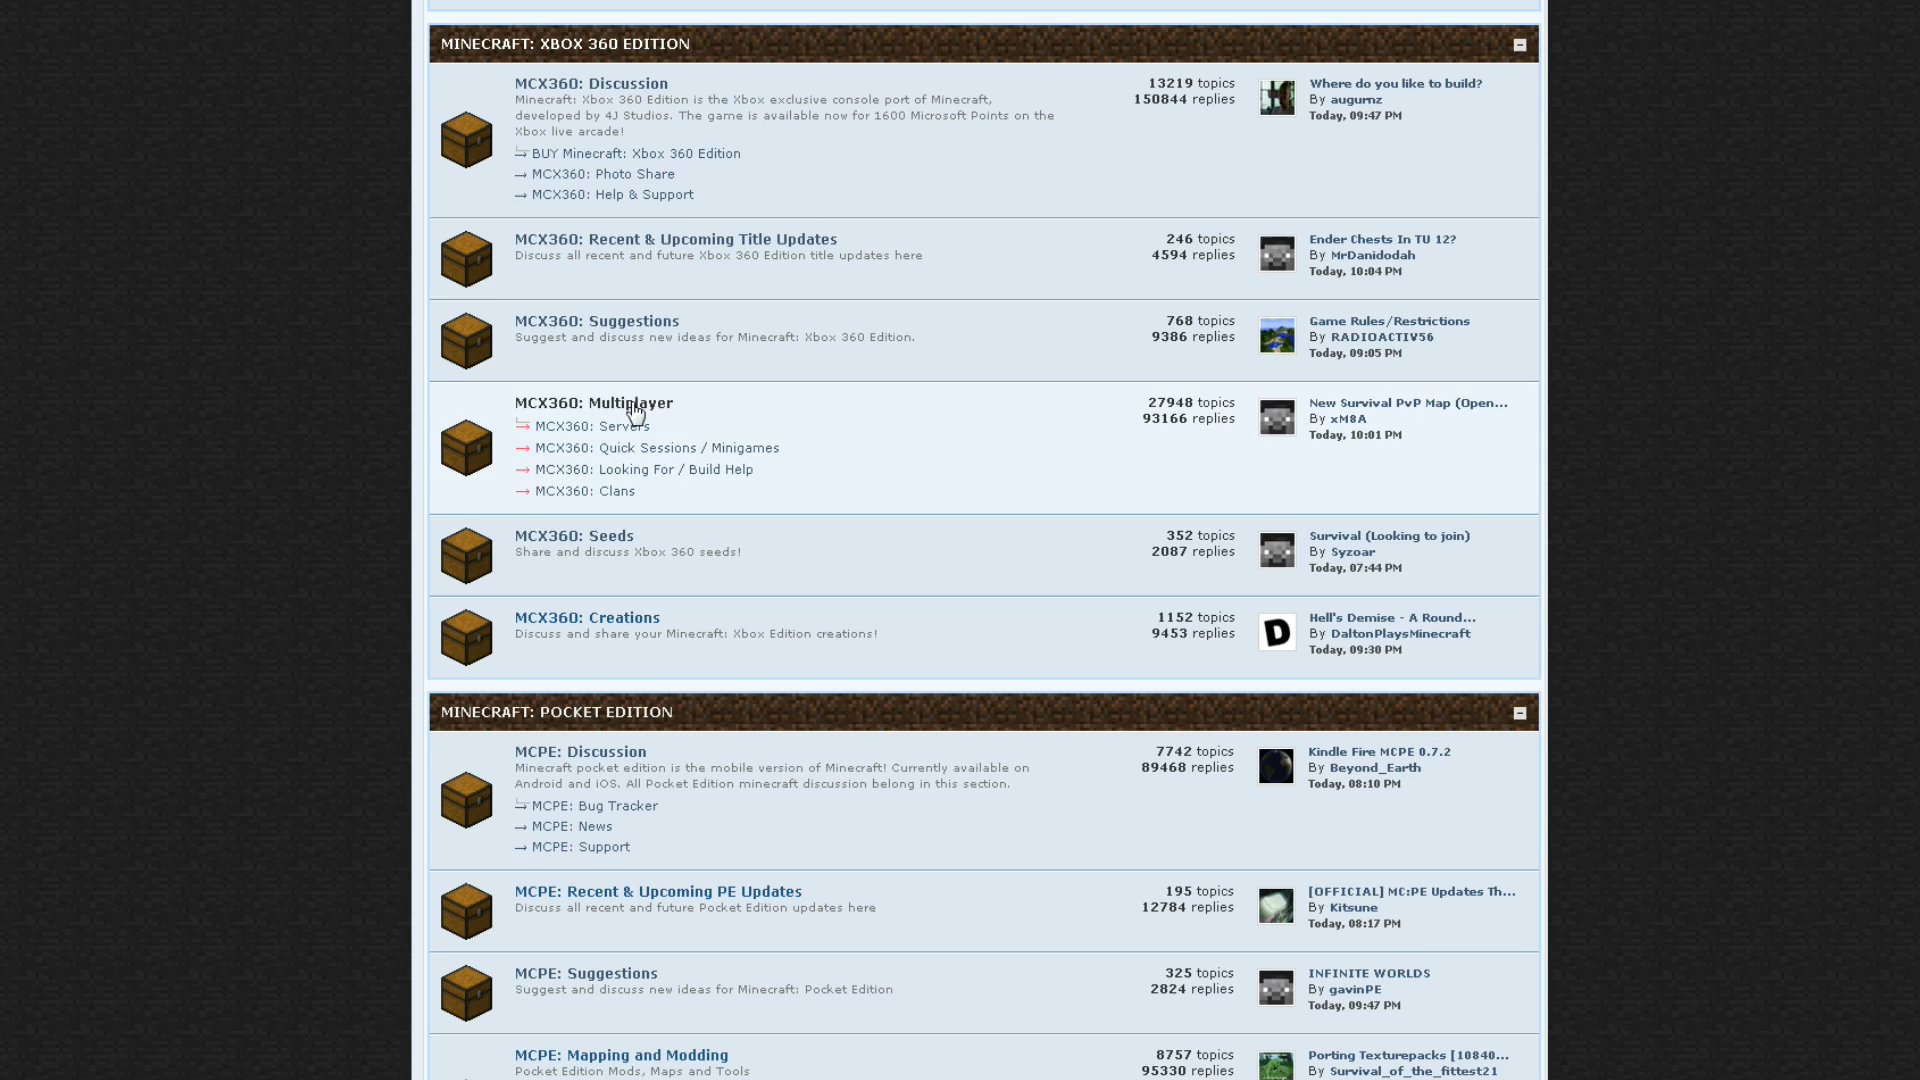 MINECRAFT: XBOX 360 EDITION
MCX360: Discussion
Minecraft: Xbox 360 Edition is the Xbox exclusive console port of Minecraft,
developed by 4J Studios. The game is available now for 1600 Microsoft Points on the
Xbox live arcade!
BUY Minecraft: Xbox 360 Edition
MCX360: Photo Share
MCX360: Help & Support
13219 topics
150844 replies
Where do you like to build?
By augurnz
Today, 09:47 PM
MCX360: Recent & Upcoming Title Updates
Discuss all recent and future Xbox 360 Edition title updates here
246 topics
4594 replies
Ender Chests In TU 12?
By MrDanidodah
Today, 10:04 PM
MCX360: Suggestions
Suggest and discuss new ideas for Minecraft: Xbox 360 Edition.
768 topics
9386 replies
Game Rules/Restrictions
By RADIOACTIV56
Today, 09:05 PM
MCX360: Multiplayer
MCX360: Servers
MCX360: Quick Sessions / Minigames
MCX360: Looking For / Build Help
MCX360: Clans
27948 topics
93166 replies
New Survival PvP Map (Open...
By xM8A
Today, 10:01 PM
MCX360: Seeds
Share and discuss Xbox 360 seeds!
352 topics
2087 replies
Survival (Looking to join)
By Syzoar
Today, 07:44 PM
MCX360: Creations
Discuss and share your Minecraft: Xbox Edition creations!
1152 topics
9453 replies
D
Hell's Demise - A Round...
By DaltonPlaysMinecraft
Today, 09:30 PM
MINECRAFT: POCKET EDITION
MCPE: Discussion
Minecraft pocket edition is the mobile version of Minecraft! Currently available on
Android and iOS. All Pocket Edition minecraft discussion belong in this section.
MCPE: Bug Tracker
MCPE: News
MCPE: Support
7742 topics
89468 replies
Kindle Fire MCPE 0.7.2
By Beyond_Earth
Today, 08:10 PM
MCPE: Recent & Upcoming PE Updates
Discuss all recent and future Pocket Edition updates here
195 topics
12784 replies
[OFFICIAL] MC:PE Updates Th...
By Kitsune
Today, 08:17 PM
MCPE: Suggestions
Suggest and discuss new ideas for Minecraft: Pocket Edition
325 topics
2824 replies
INFINITE WORLDS
By gavinPE
Today, 09:47 PM
MCPE: Mapping and Modding
Pocket Edition Mods, Maps and Tools
8757 topics
95330 replies
Porting Texturepacks [10840...
By Survival_of_the_fittest21